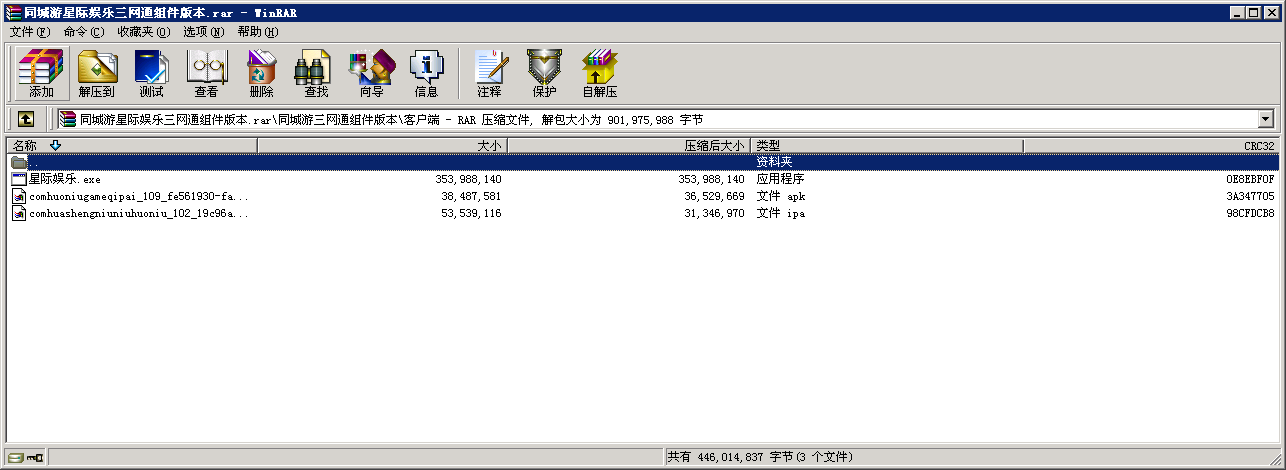 同城游星际娱乐三网通组件版本.rar - WinRAR
文件(F) 命令(C) 收藏夹(O) 选项(N) 帮助(H)
添加 解压到 测试 查看 删除 查找 向导 信息 注释 保护 自解压
同城游星际娱乐三网通组件版本.rar\同城游三网通组件版本\客户端 - RAR 压缩文件, 解包大小为 901,975,988 字节
名称 大小 压缩后大小 类型 CRC32
.. 资料夹
星际娱乐.exe 353,988,140 353,988,140 应用程序 0E8EBF0F
comhuoniugameqipai_109_fe561930-fa... 38,487,581 36,529,669 文件 apk 3A347705
comhuashengniuniuhuoniu_102_19c96a... 53,539,116 31,346,970 文件 ipa 98CFDCB8
共有 446,014,837 字节(3 个文件)